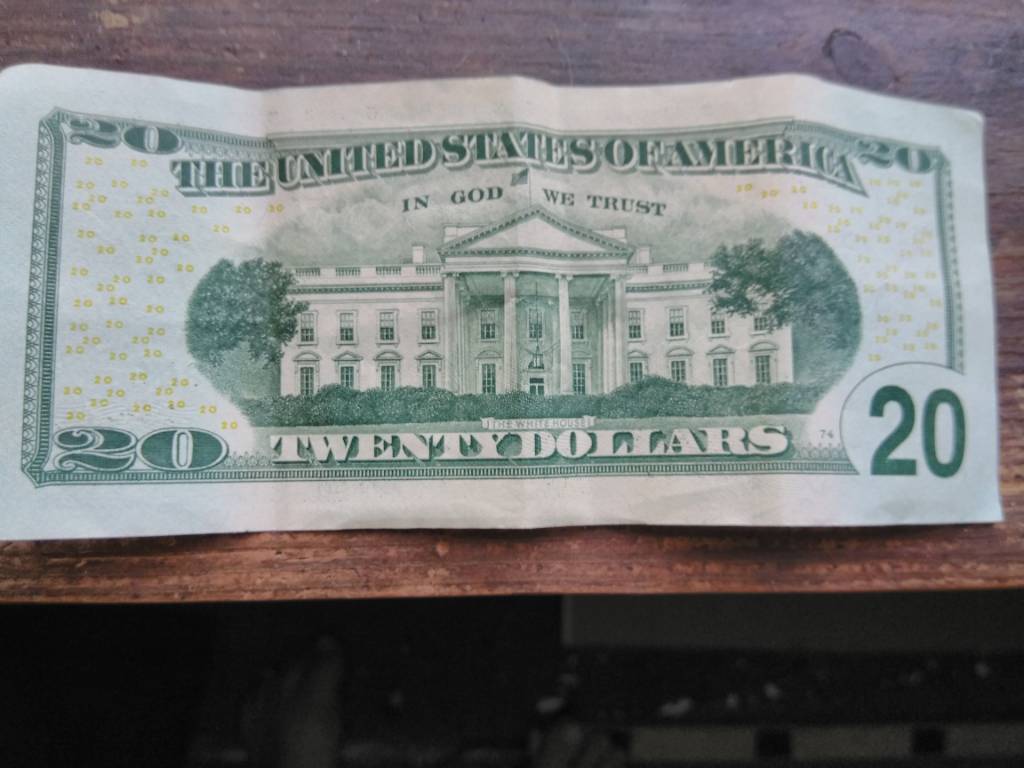 20 THE UNITED STATES OF AMERICA 20
IN GOD WE TRUST
THE WHITE HOUSE
20 TWENTY DOLLARS 74 20